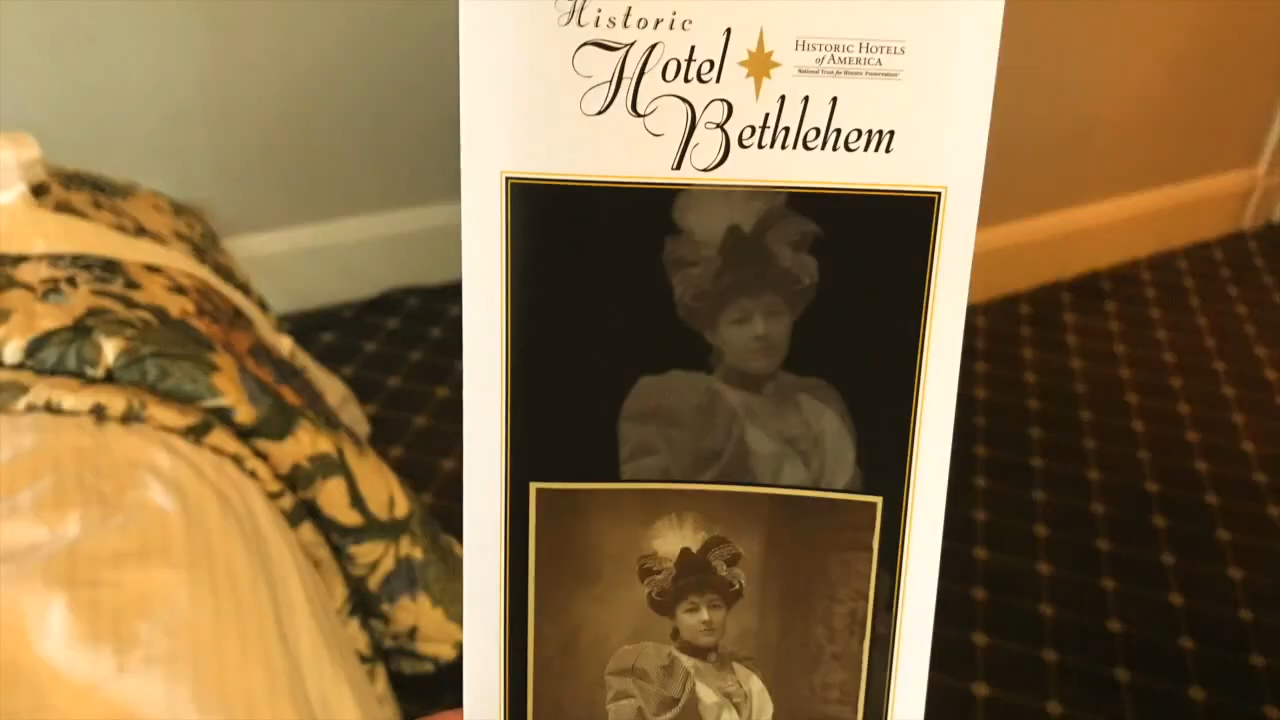 Historic
Hotel
Bethlehem
HISTORIC HOTELS
of AMERICA
National Trust for Historic Preservation®